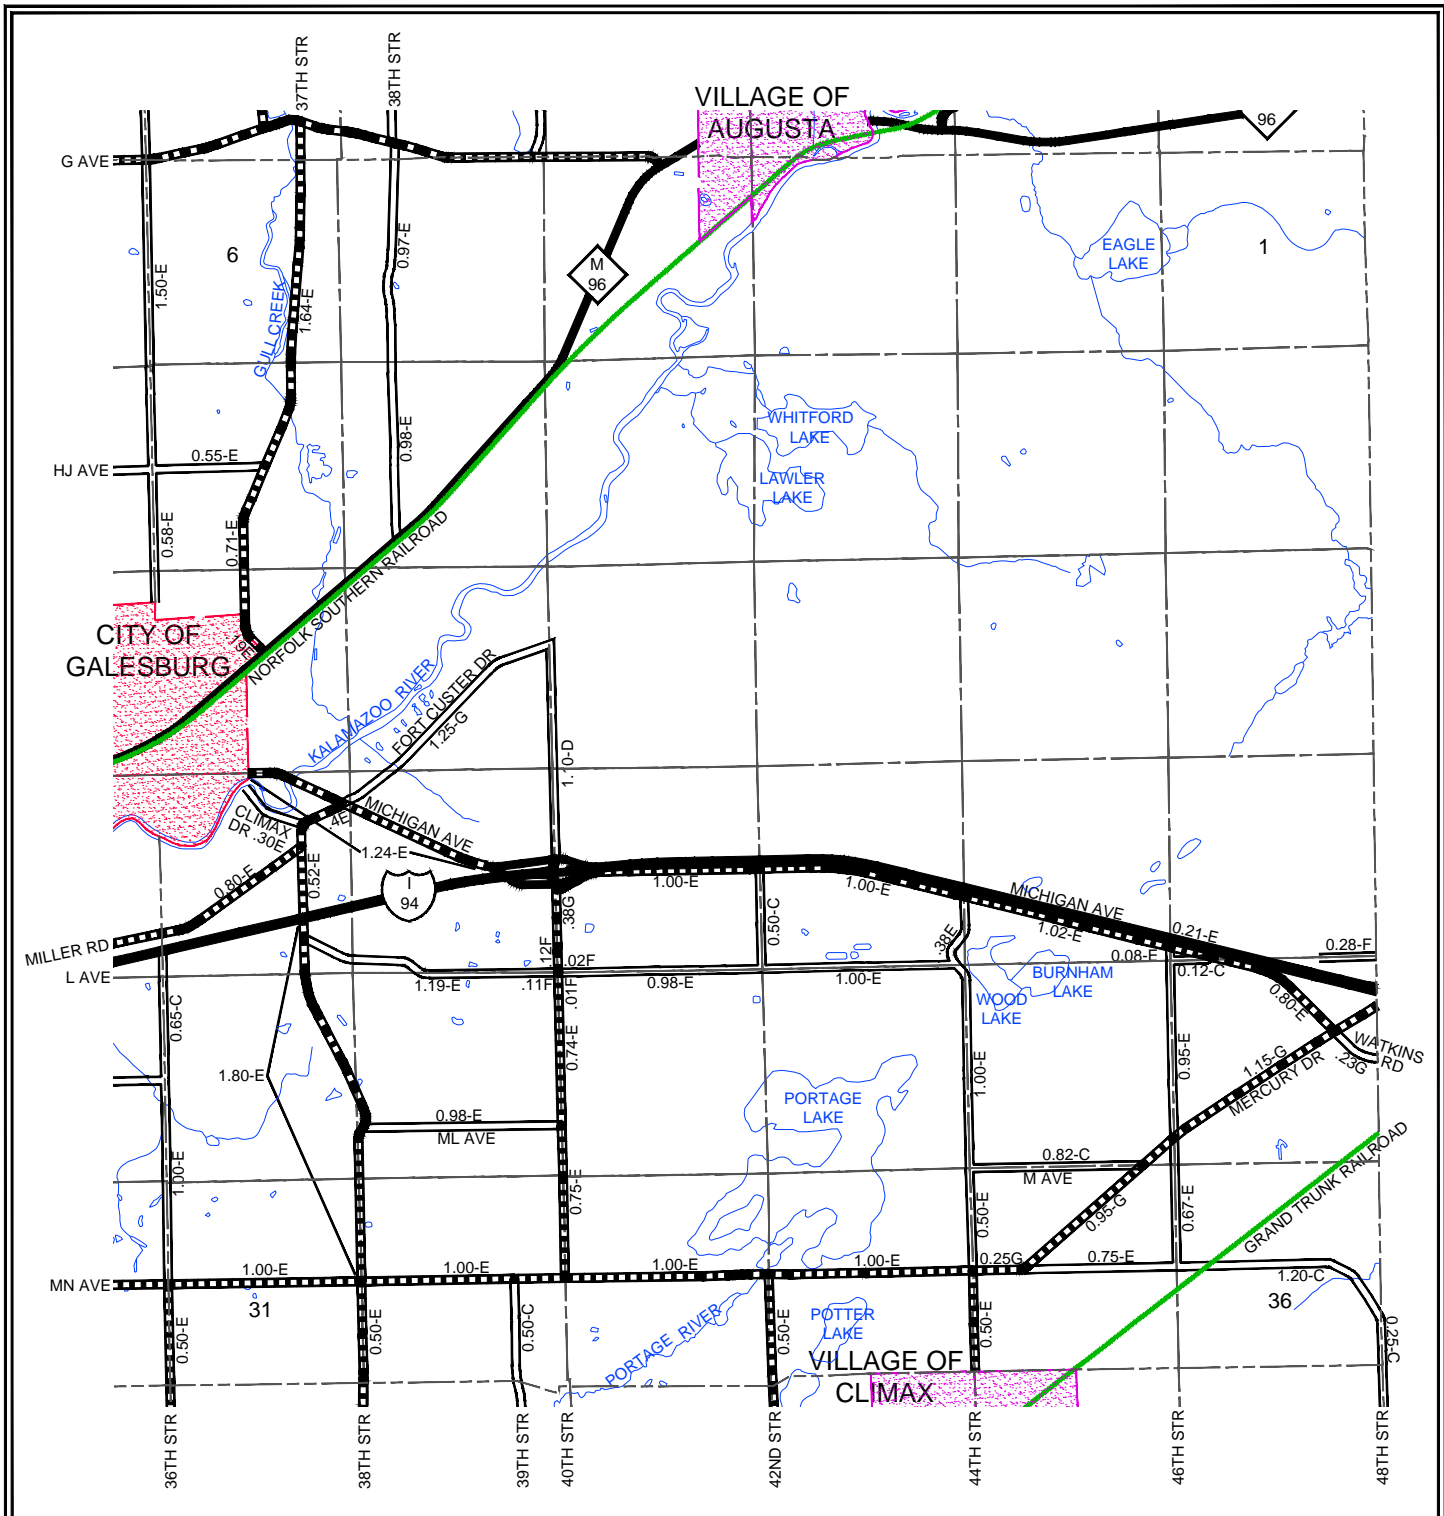 37TH STR
38TH STR
VILLAGE OF
AUGUSTA
96
G AVE
6
1
EAGLE
LAKE
0.97-E
M
96
1.50-E
1.64-E
GULL CREEK
WHITFORD
LAKE
0.98-E
0.55-E
HJ AVE
LAWLER
LAKE
0.58-E
0.71-E
NORFOLK SOUTHERN RAILROAD
.19E
CITY OF
GALESBURG
KALAMAZOO RIVER
FORT CUSTER DR
1.25-G
1.10-D
CLIMAX
DR .30E
4E
MICHIGAN AVE
1.24-E
0.80-E
0.52-E
I
94
1.00-E
1.00-E
MICHIGAN AVE
.38G
0.50-C
1.02-E
0.21-E
.38E
0.28-F
MILLER RD
.12F
.02F
0.08-F
0.12-C
L AVE
1.19-E
.11F
.01F
0.98-E
1.00-E
BURNHAM
LAKE
WOOD
LAKE
0.80-E
0.65-C
0.74-E
0.95-E
WATKINS
RD
.23G
1.15-G
MERCURY DR
1.80-E
1.00-E
PORTAGE
LAKE
0.98-E
ML AVE
GRAND TRUNK RAILROAD
1.00-E
0.82-C
M AVE
0.75-E
0.50-E
0.95-G
0.67-E
MN AVE
1.00-E
1.00-E
1.00-E
1.00-E
0.25G
0.75-E
1.20-C
31
36
0.50-E
0.50-E
0.50-C
PORTAGE RIVER
0.50-E
POTTER
LAKE
0.50-E
0.25-C
VILLAGE OF
CLIMAX
36TH STR
38TH STR
39TH STR
40TH STR
42ND STR
44TH STR
46TH STR
48TH STR